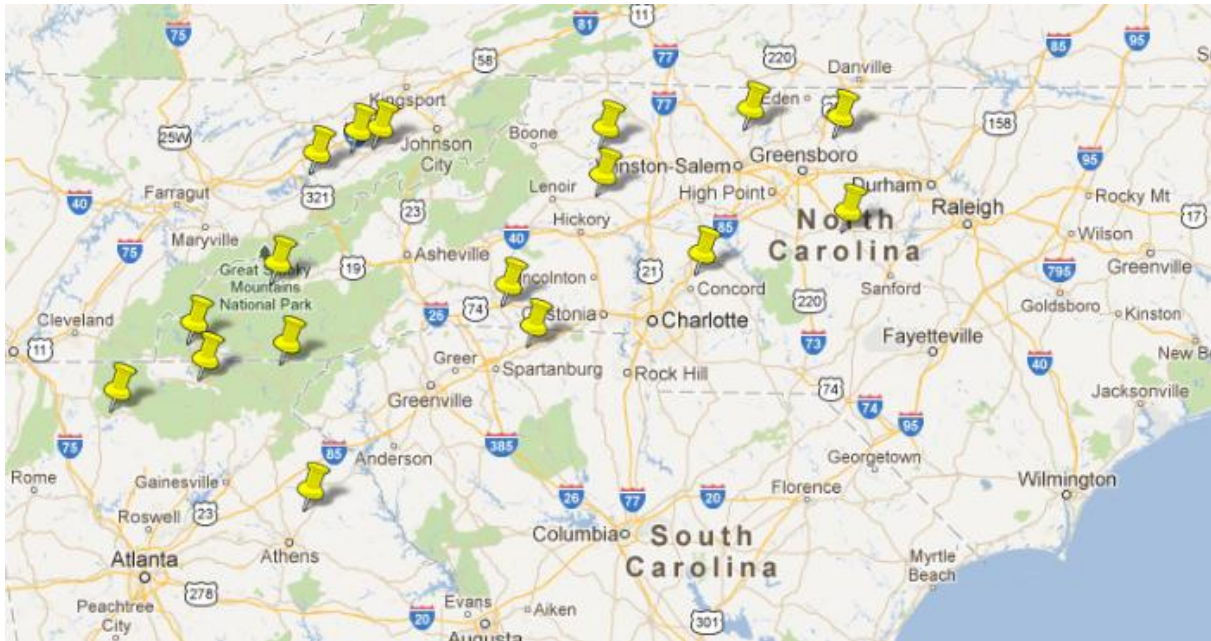 75
81
11
77
58
220
85
95
Danville
Kingsport
Eden
77
158
25W
Johnson
City
Boone
nston-Salem
Greensboro
95
Farragut
40
321
23
Lenoir
High Point
Durham
Rocky Mt
Hickory
85
North
Carolina
Raleigh
17
Maryville
75
Asheville
40
Wilson
Great Smoky
Mountains
National Park
19
incolnton
21
Concord
Sanford
795
Greenville
Goldsboro
Cleveland
26
74
stonia
Charlotte
220
Kinston
11
Greer
Spartanburg
73
Fayetteville
New Be
Rock Hill
40
Greenville
74
74
Jacksonville
95
75
85
Anderson
385
Georgetown
Rome
Gainesville
Wilmington
26
77
20
Florence
Roswell
23
Columbia
South
Carolina
Atlanta
Athens
Myrtle
Beach
278
Peachtree
City
20
Evans
Aiken
301
Augusta